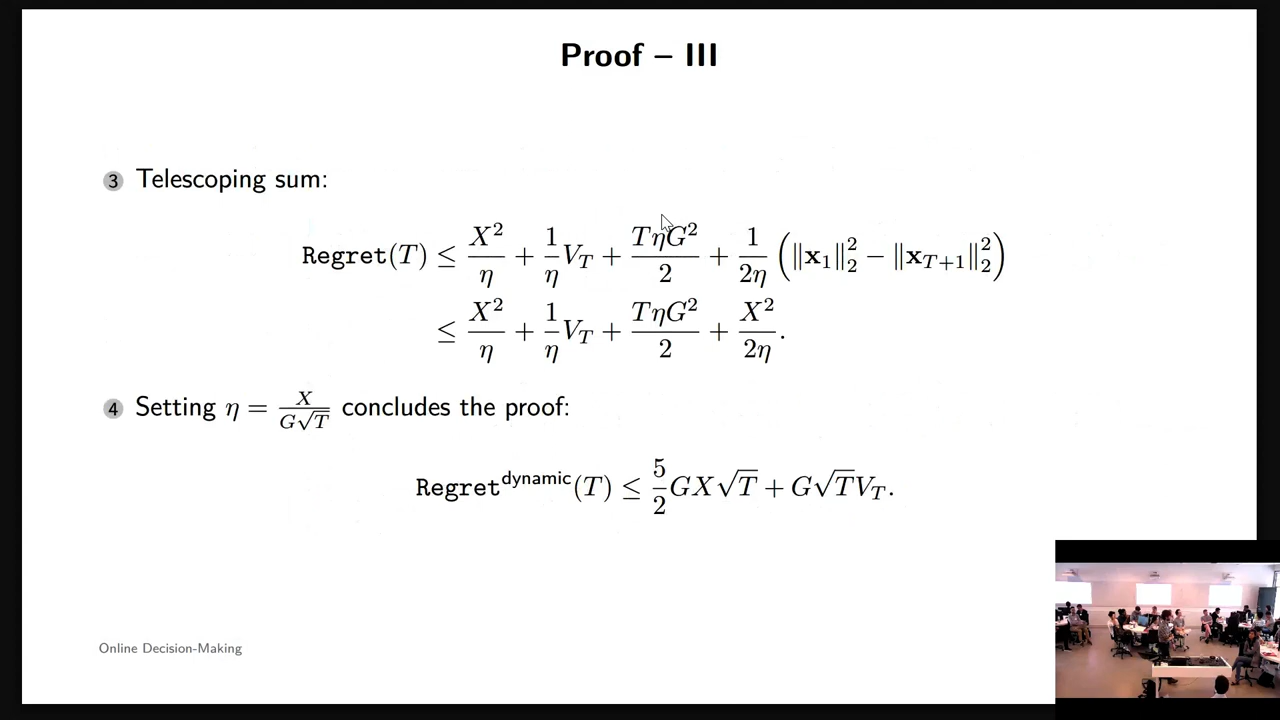 Proof – III
3 Telescoping sum:
Regret(T) ≤ X²/η + 1/η V_T + TηG²/2 + 1/2η (‖x₁‖₂² − ‖x_{T+1}‖₂²)
≤ X²/η + 1/η V_T + TηG²/2 + X²/2η.
4 Setting η = X/G√T concludes the proof:
Regret^dynamic(T) ≤ 5/2 GX√T + G√T V_T.
Online Decision-Making